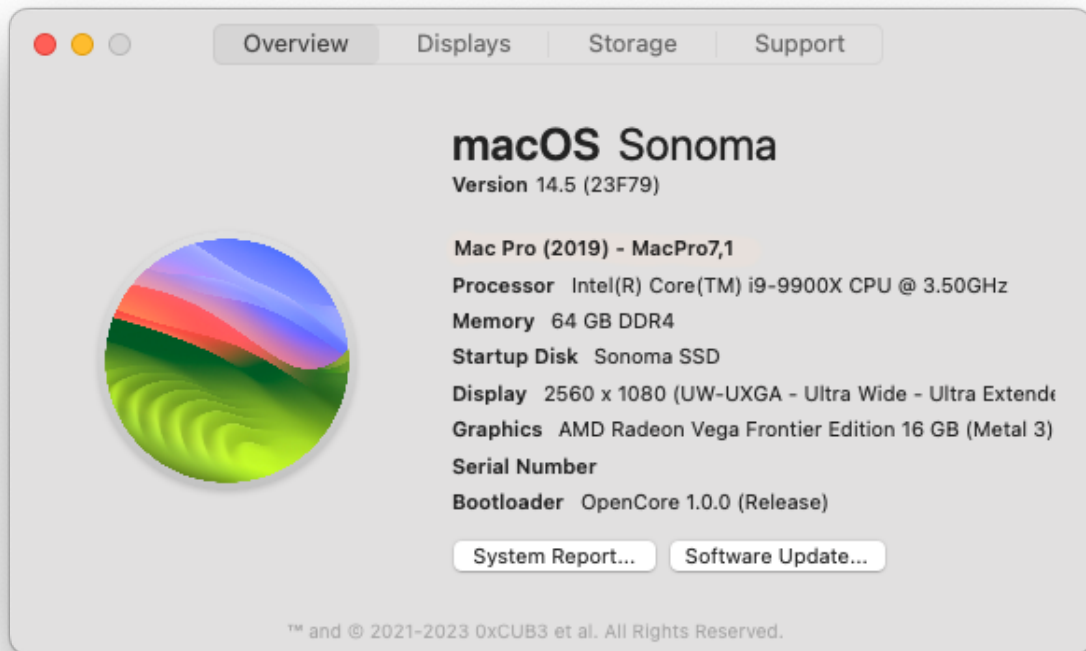 Overview Displays Storage Support
macOS Sonoma
Version 14.5 (23F79)
Mac Pro (2019) - MacPro7,1
Processor Intel(R) Core(TM) i9-9900X CPU @ 3.50GHz
Memory 64 GB DDR4
Startup Disk Sonoma SSD
Display 2560 x 1080 (UW-UXGA - Ultra Wide - Ultra Extende
Graphics AMD Radeon Vega Frontier Edition 16 GB (Metal 3)
Serial Number
Bootloader OpenCore 1.0.0 (Release)
System Report... Software Update...
™ and © 2021-2023 0xCUB3 et al. All Rights Reserved.